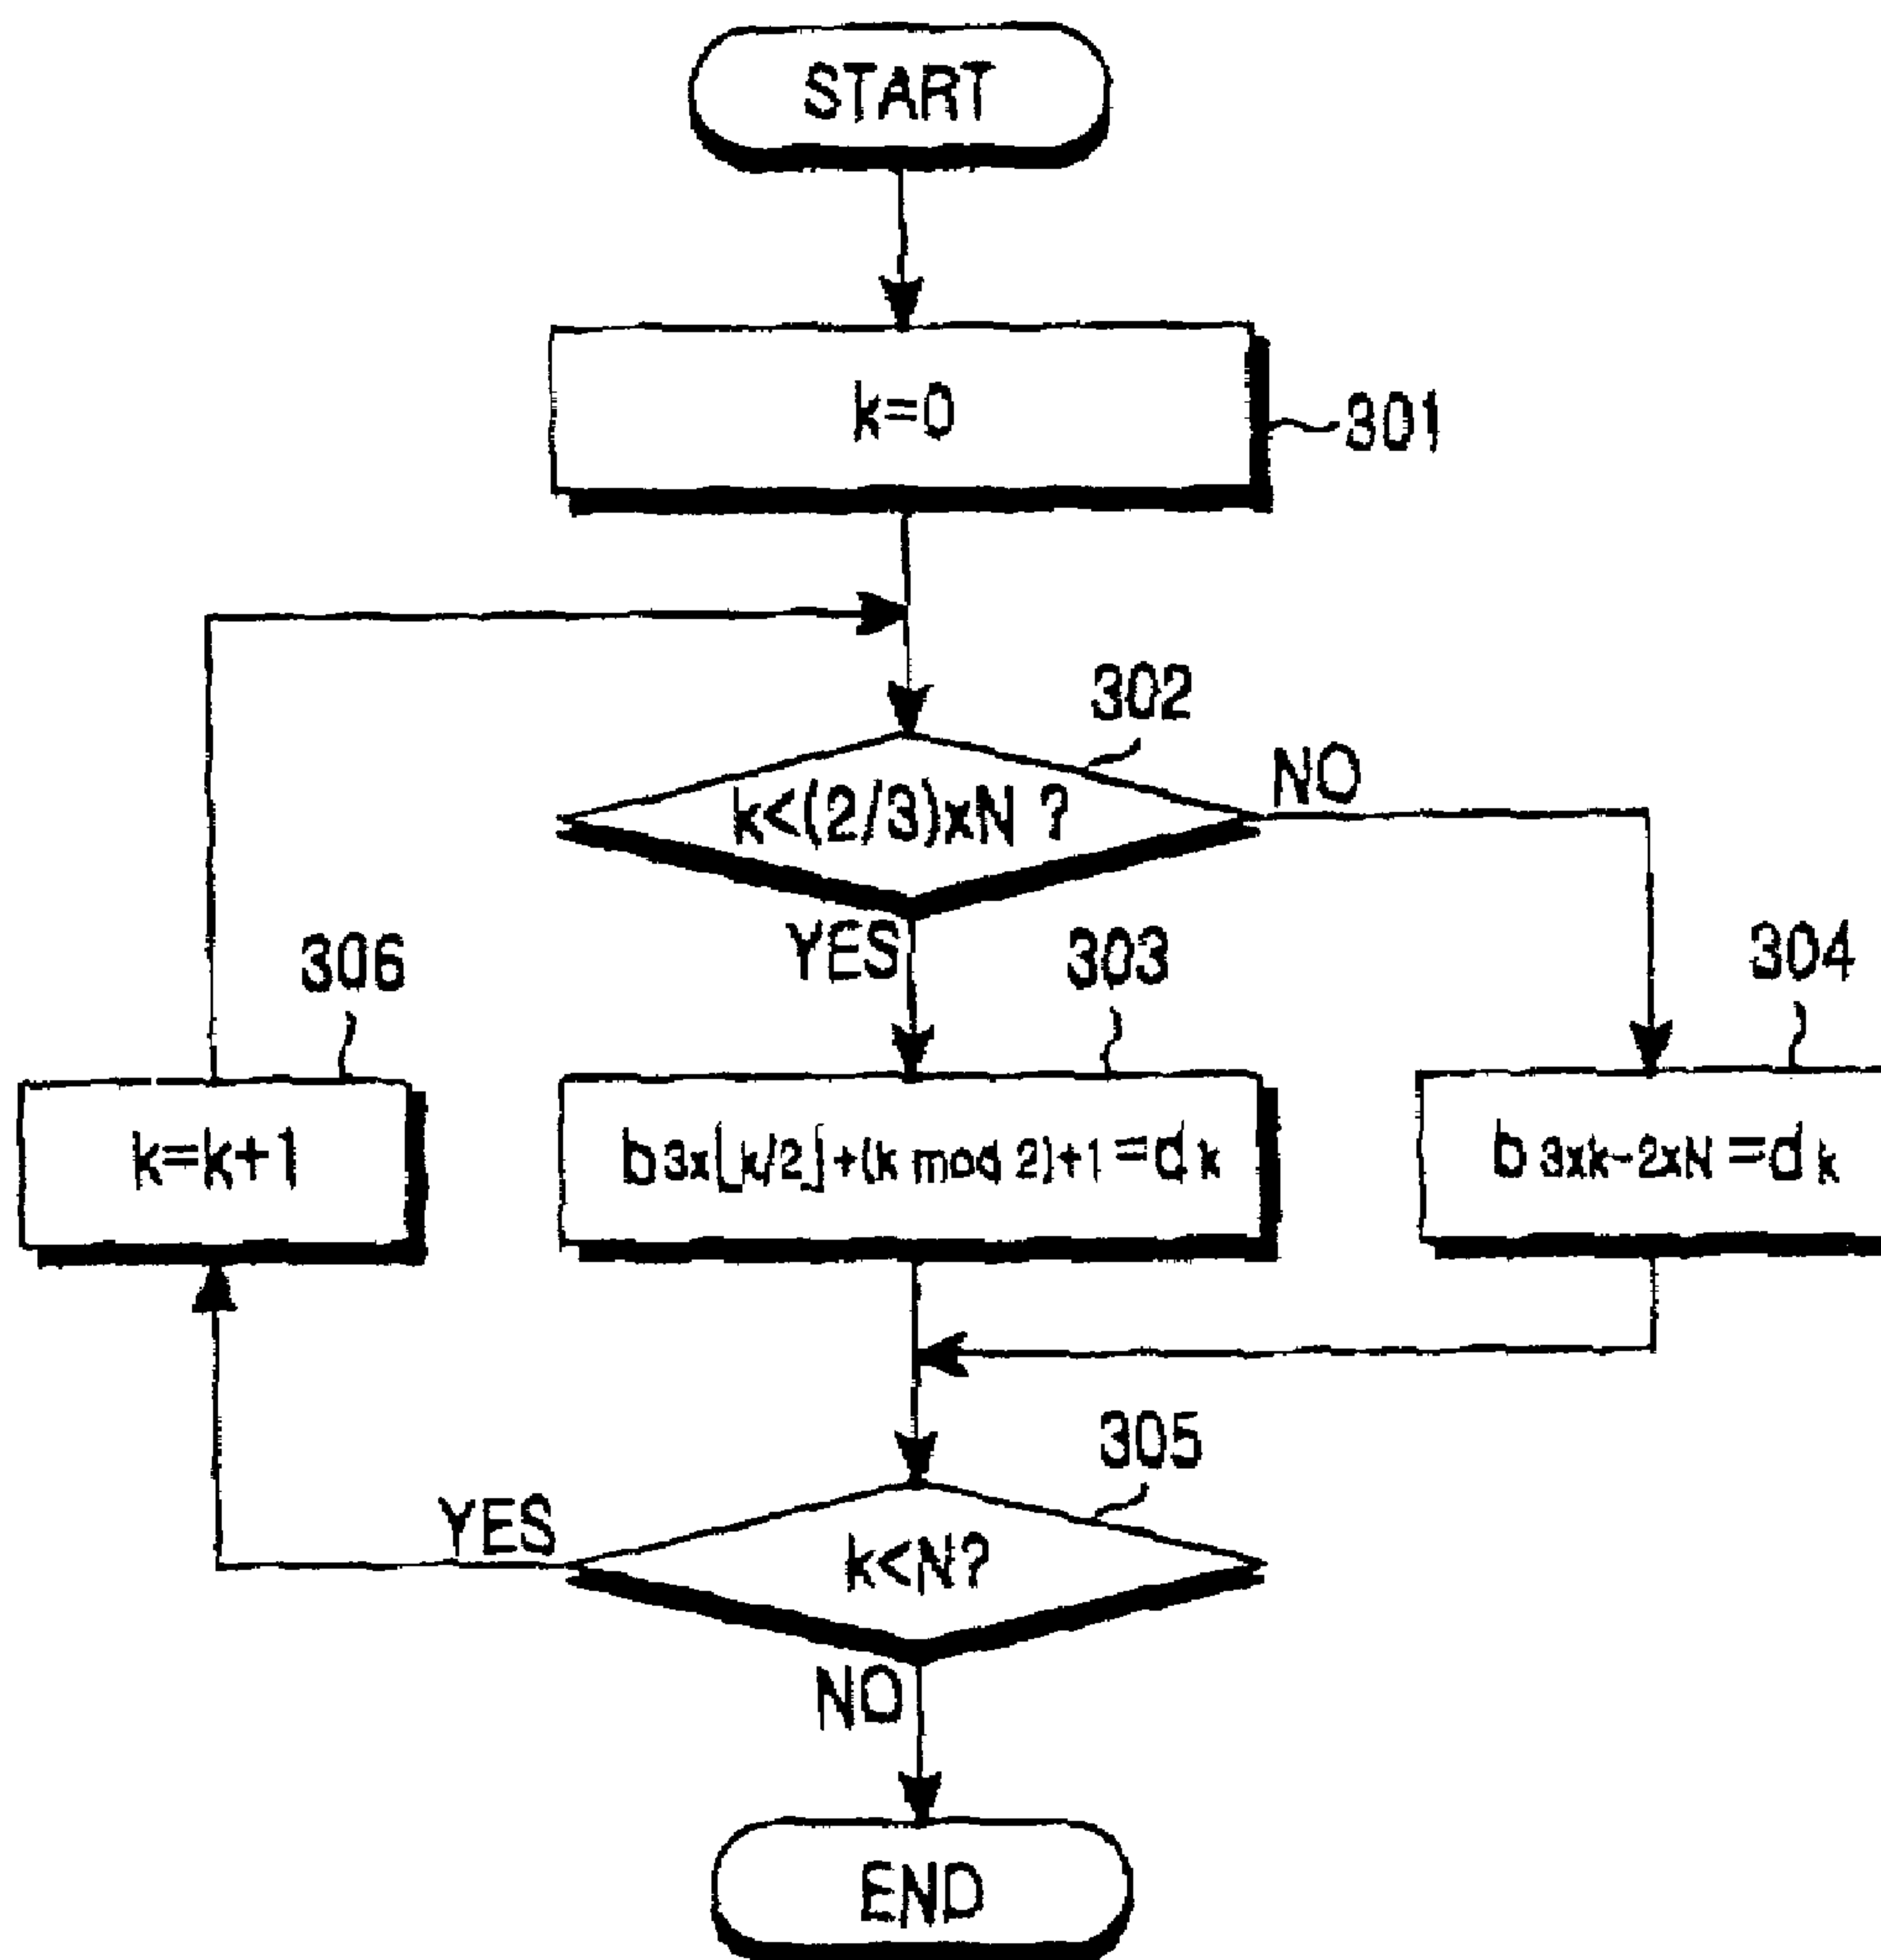 START
k=0
301
302
k<(2/3)xN ?
NO
YES
306
303
304
k=k+1
b3x⌊k/2⌋+(k mod 2)+1=dk
b3xk-2xN=dk
305
YES
k<N?
NO
END